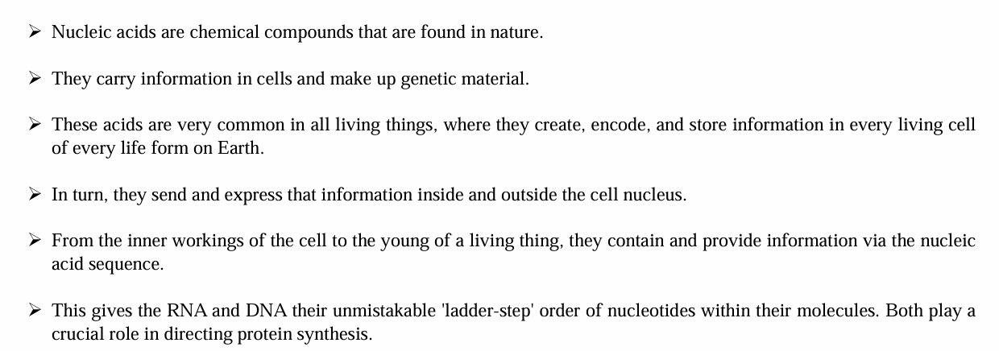 ➢ Nucleic acids are chemical compounds that are found in nature.
➢ They carry information in cells and make up genetic material.
➢ These acids are very common in all living things, where they create, encode, and store information in every living cell
of every life form on Earth.
➢ In turn, they send and express that information inside and outside the cell nucleus.
➢ From the inner workings of the cell to the young of a living thing, they contain and provide information via the nucleic
acid sequence.
➢ This gives the RNA and DNA their unmistakable 'ladder-step' order of nucleotides within their molecules. Both play a
crucial role in directing protein synthesis.